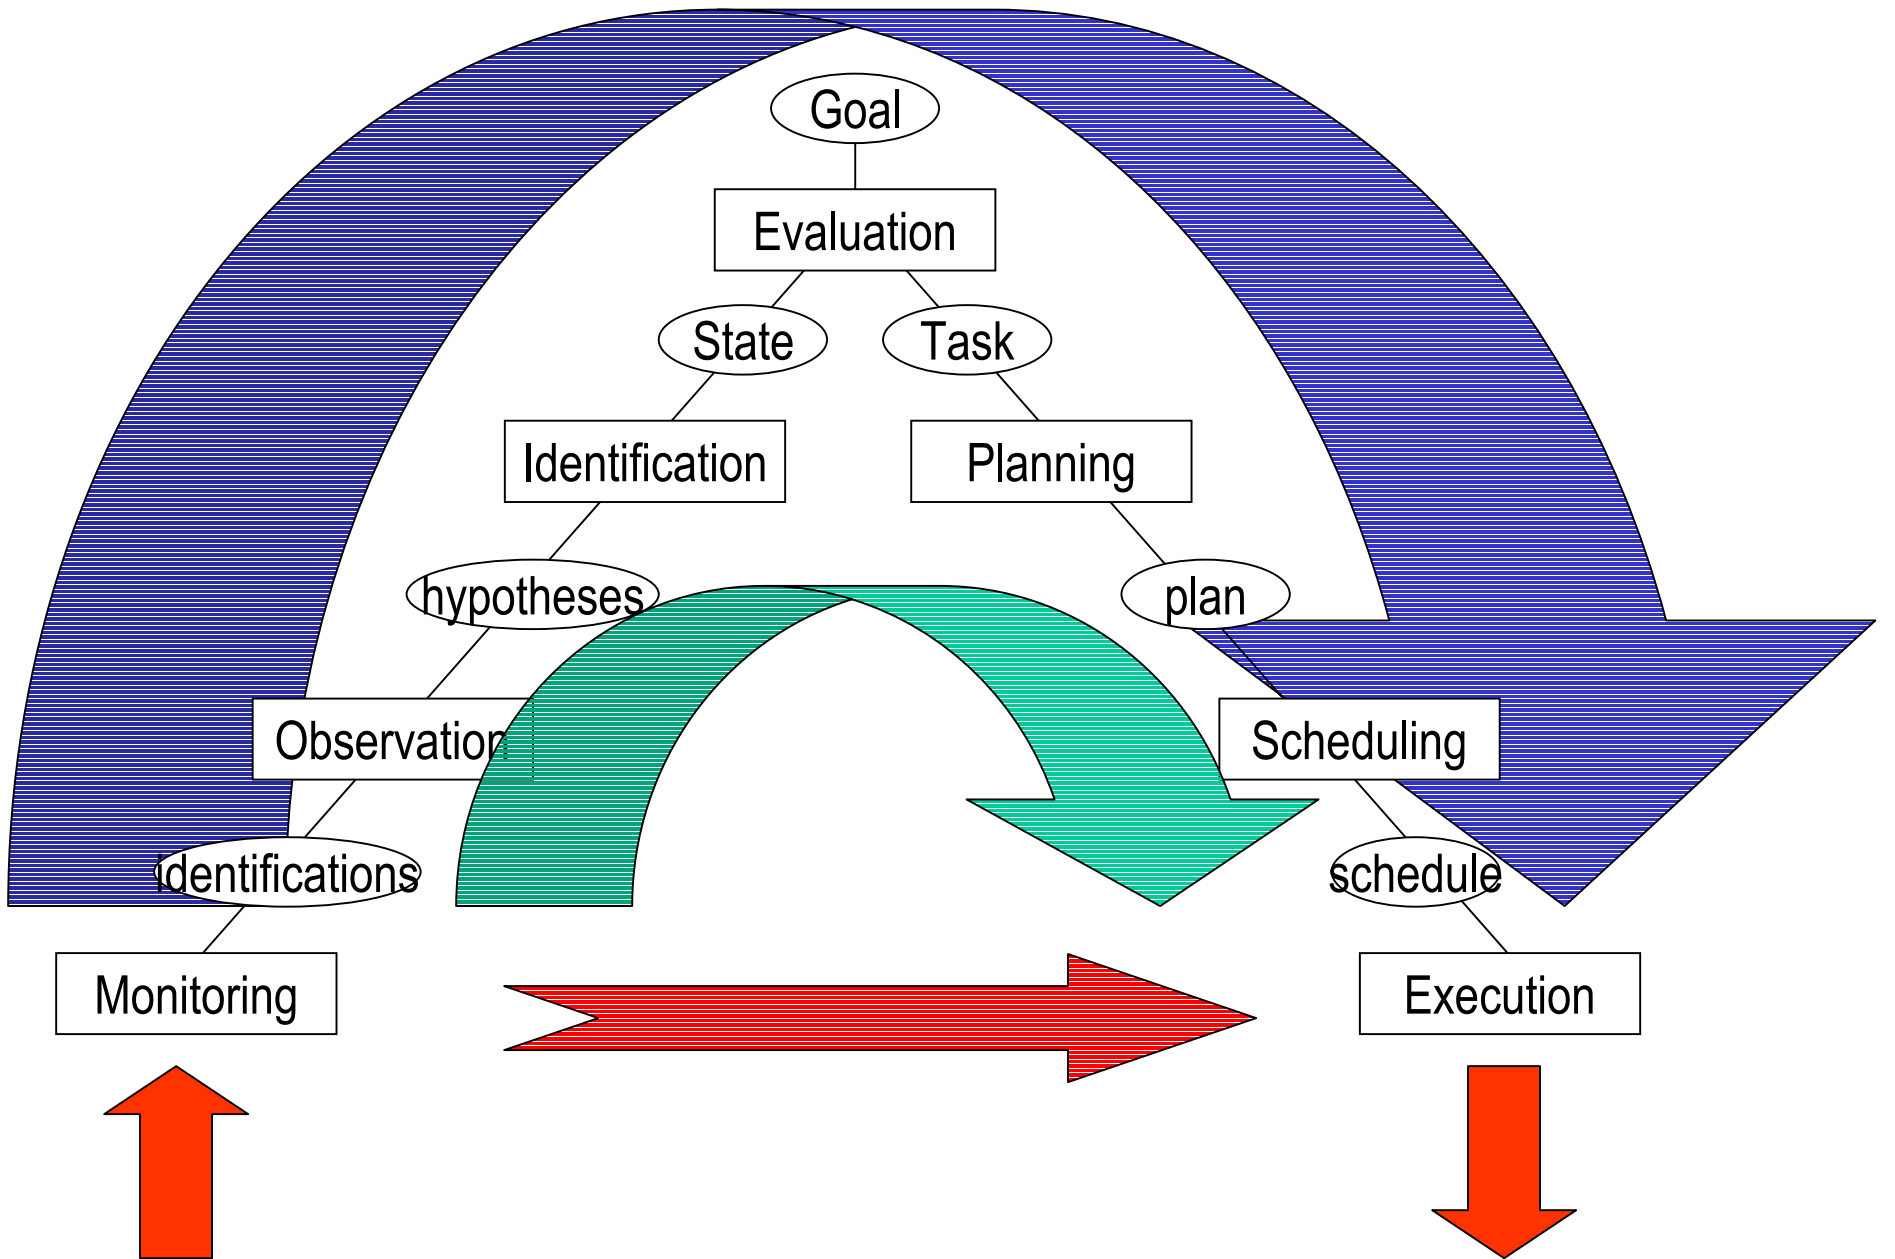 Goal
Evaluation
State
Task
Identification
Planning
hypotheses
plan
Observation
Scheduling
identifications
schedule
Monitoring
Execution